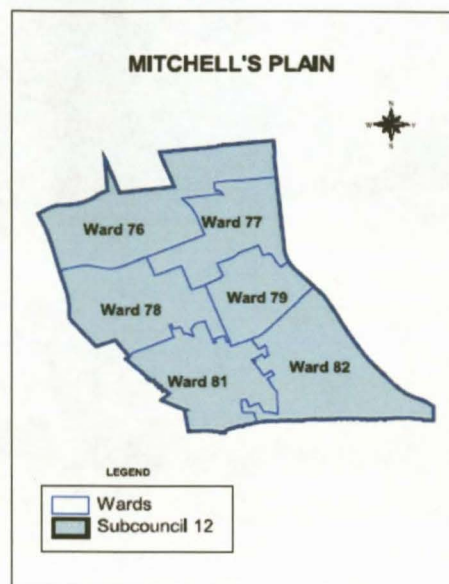 MITCHELL'S PLAIN
N
W
S
Ward 76
Ward 77
Ward 78
Ward 79
Ward 81
Ward 82
LEGEND
Wards
Subcouncil 12